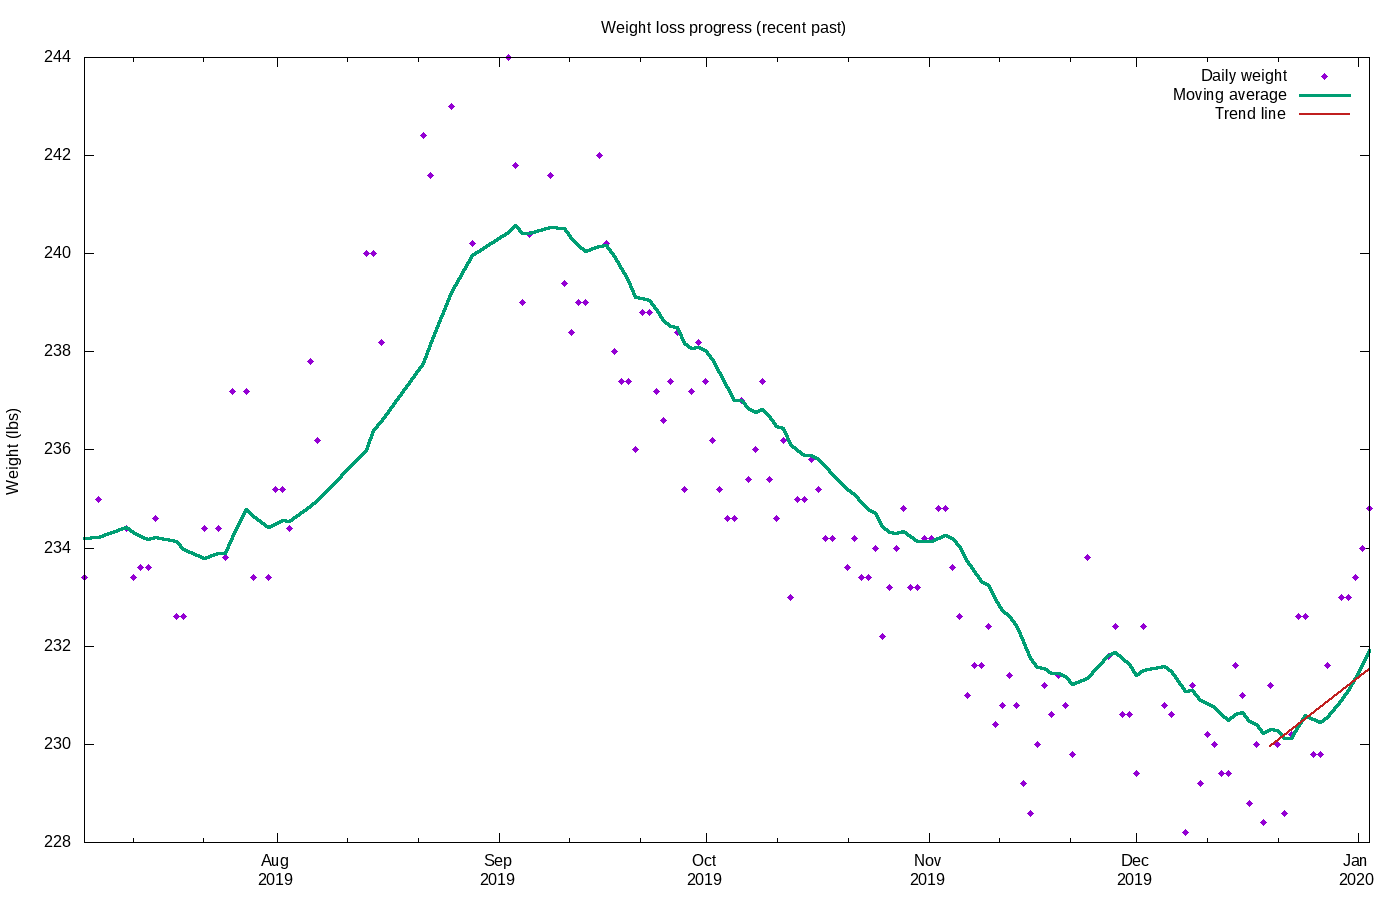 Weight loss progress (recent past)
244
242
240
238
236
234
232
230
228
Weight (lbs)
Daily weight
Moving average
Trend line
Aug Sep Oct Nov Dec Jan
2019 2019 2019 2019 2019 2020